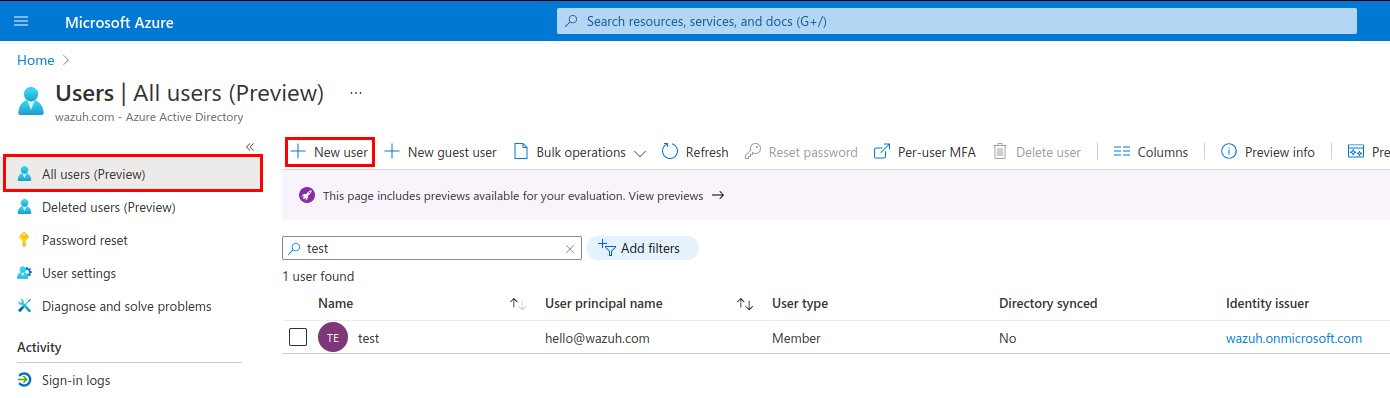 Microsoft Azure
Search resources, services, and docs (G+/)
Home
Users | All users (Preview)
wazuh.com – Azure Active Directory
All users (Preview)
Deleted users (Preview)
Password reset
User settings
Diagnose and solve problems
Activity
Sign-in logs
New user New guest user Bulk operations Refresh Reset password Per-user MFA Delete user Columns Preview info Pre
This page includes previews available for your evaluation. View previews
test Add filters
1 user found
Name User principal name User type Directory synced Identity issuer
TE test hello@wazuh.com Member No wazuh.onmicrosoft.com